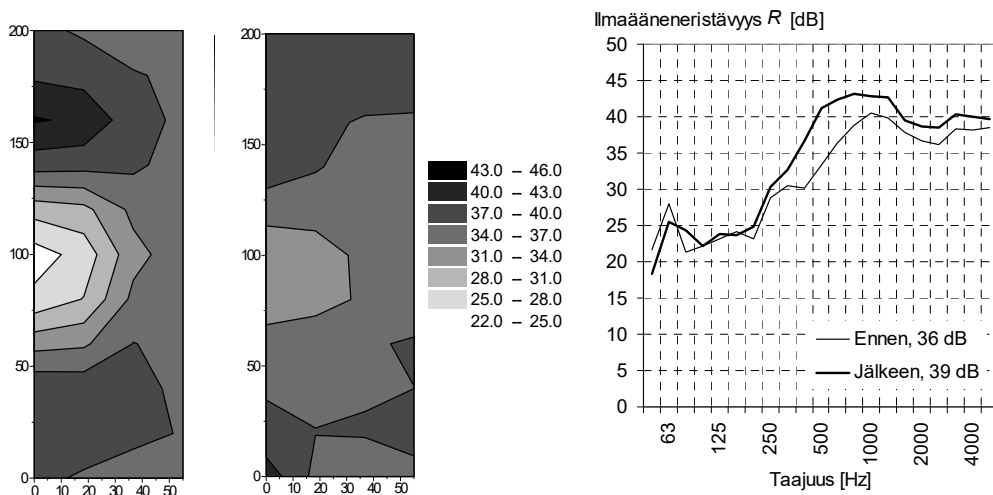 200
150
100
50
0
0 10 20 30 40 50
200
150
100
50
0
0 10 20 30 40 50
43.0 – 46.0
40.0 – 43.0
37.0 – 40.0
34.0 – 37.0
31.0 – 34.0
28.0 – 31.0
25.0 – 28.0
22.0 – 25.0
Ilmaääneneristävyys R [dB]
50
45
40
35
30
25
20
15
10
5
0
Ennen, 36 dB
Jälkeen, 39 dB
63 125 250 500 1000 2000 4000
Taajuus [Hz]